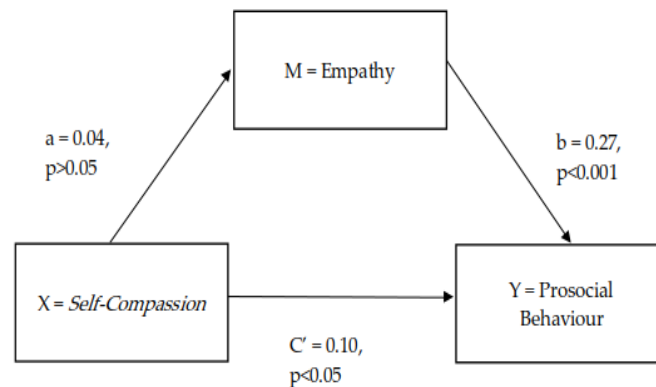 M = Empathy
a = 0.04,
p>0.05
b = 0.27,
p<0.001
X = Self-Compassion
Y = Prosocial
Behaviour
C' = 0.10,
p<0.05